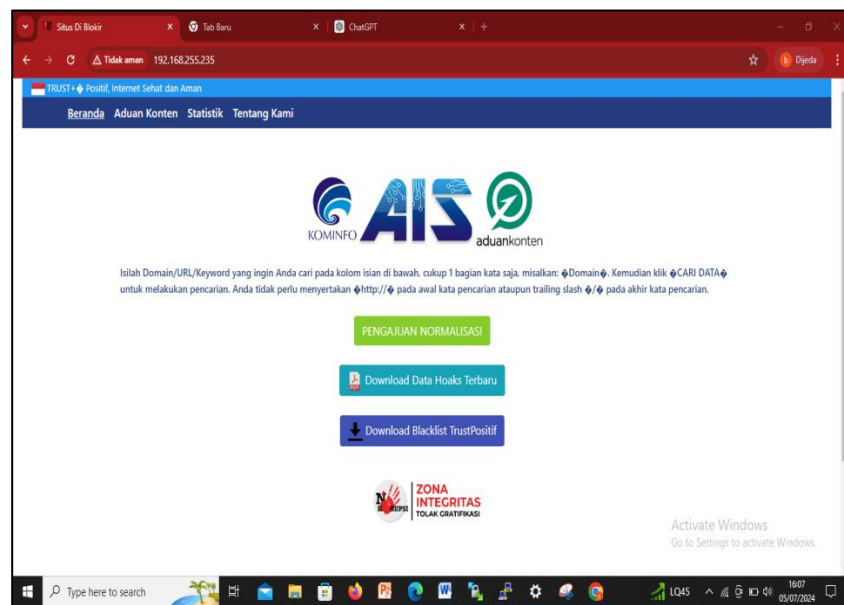 Situs Di Blokir
Tab Baru
ChatGPT
Tidak aman 192.168.255.235
b Dijeda
TRUST+� Positif, Internet Sehat dan Aman
Beranda Aduan Konten Statistik Tentang Kami
KOMINFO
AIS
aduankonten
Isilah Domain/URL/Keyword yang ingin Anda cari pada kolom isian di bawah. cukup 1 bagian kata saja. misalkan: �Domain�. Kemudian klik �CARI DATA�
untuk melakukan pencarian. Anda tidak perlu menyertakan �http://� pada awal kata pencarian ataupun trailing slash �/� pada akhir kata pencarian.
PENGAJUAN NORMALISASI
Download Data Hoaks Terbaru
Download Blacklist TrustPositif
ZONA
INTEGRITAS
TOLAK GRATIFIKASI
Activate Windows
Go to Settings to activate Windows.
Type here to search
LQ45
16:07
05/07/2024